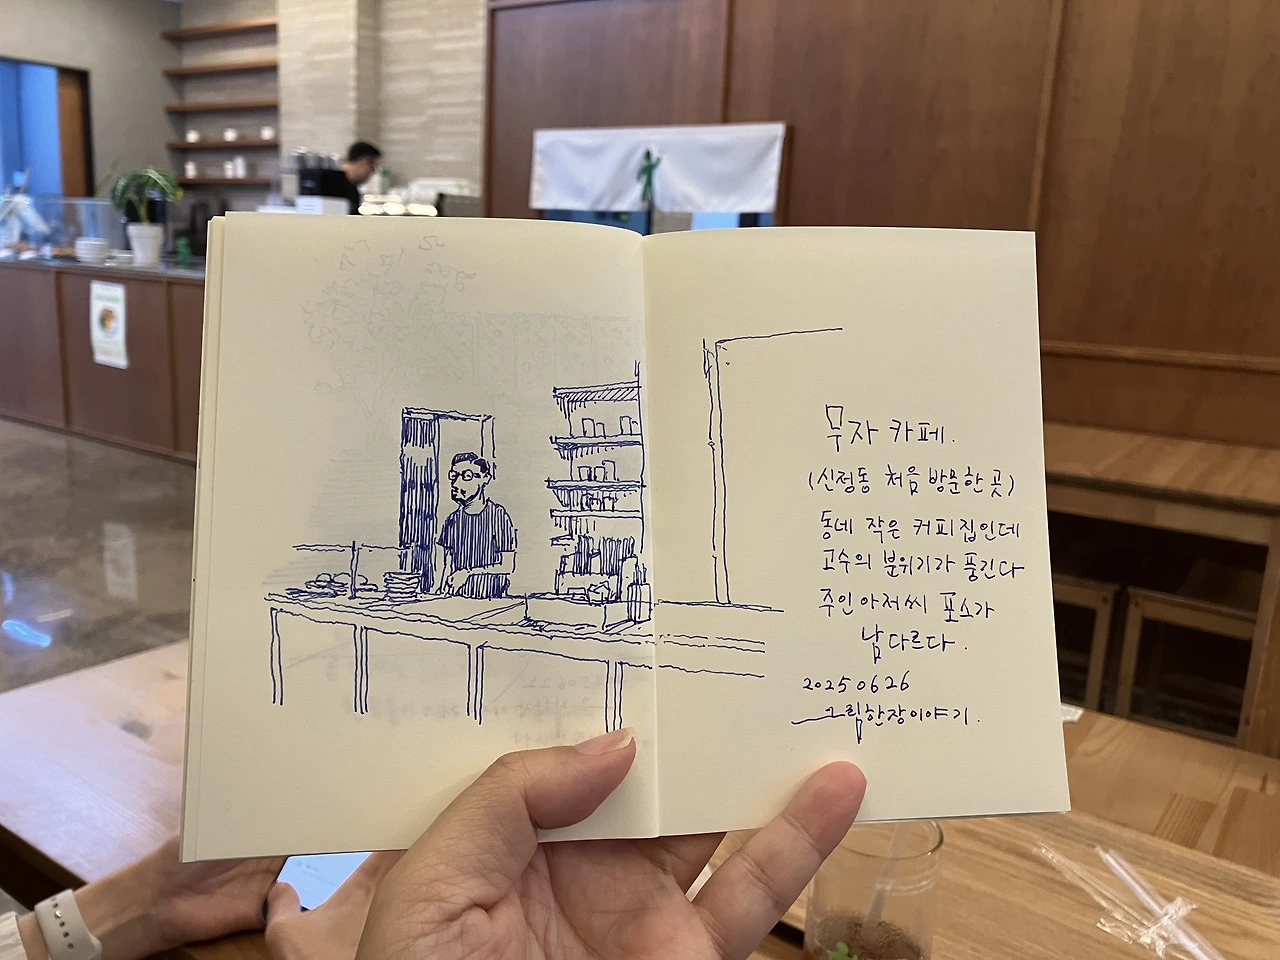 무자 카페.
(신정동 처음 방문한 곳)
동네 작은 커피집인데
고수의 분위기가 풍긴다
주인아저씨 포스가
남다르다.
20250626
그림한장이야기.